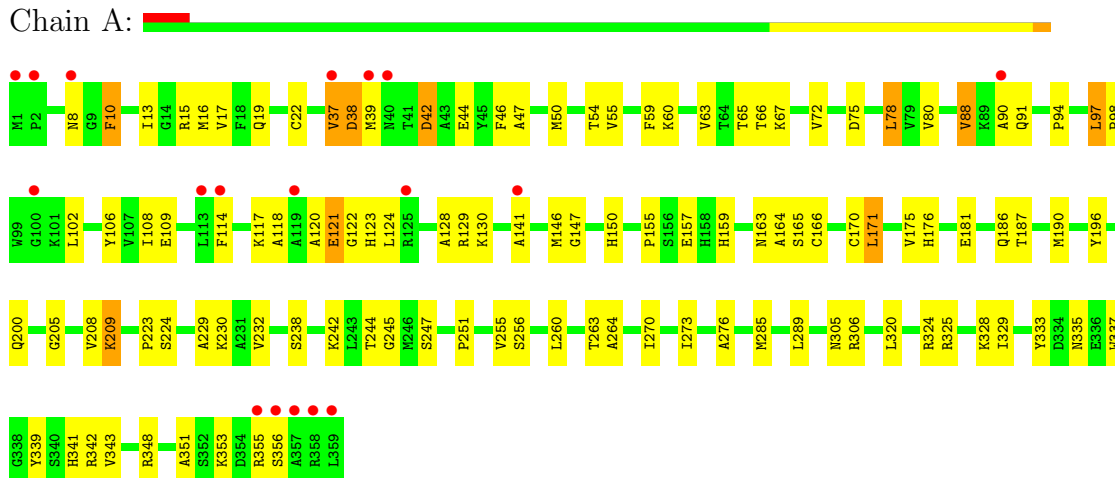 Chain A:
M1 P2 N8 G9 F10 I13 G14 R15 M16 V17 F18 Q19 C22 V37 D38 M39 N40 T41 D42 A43 E44 Y45 F46 A47 M50 T54 V55 F59 K60 V63 T64 T65 T66 K67 V72 D75 L78 V79 V80 V88 K89 A90 Q91 P94 L97
W99 G100 K101 L102 Y106 V107 I108 E109 L113 F114 K117 A118 A119 A120 E121 G122 H123 L124 R125 A128 R129 K130 A141 M146 G147 H150 P155 S156 E157 H158 H159 N163 A164 S165 C166 C170 L171 V175 H176 E181 Q186 T187 M190 Y196
Q200 G205 V208 K209 P223 S224 A229 K230 A231 V232 S238 K242 L243 T244 G245 M246 S247 P251 V255 S256 L260 T263 A264 I270 I273 A276 M285 L289 N305 R306 L320 R324 R325 K328 I329 Y333 D334 N335 E336 W337
G338 Y339 S340 H341 R342 V343 R348 A351 S352 K353 D354 R355 S356 A357 R358 L359